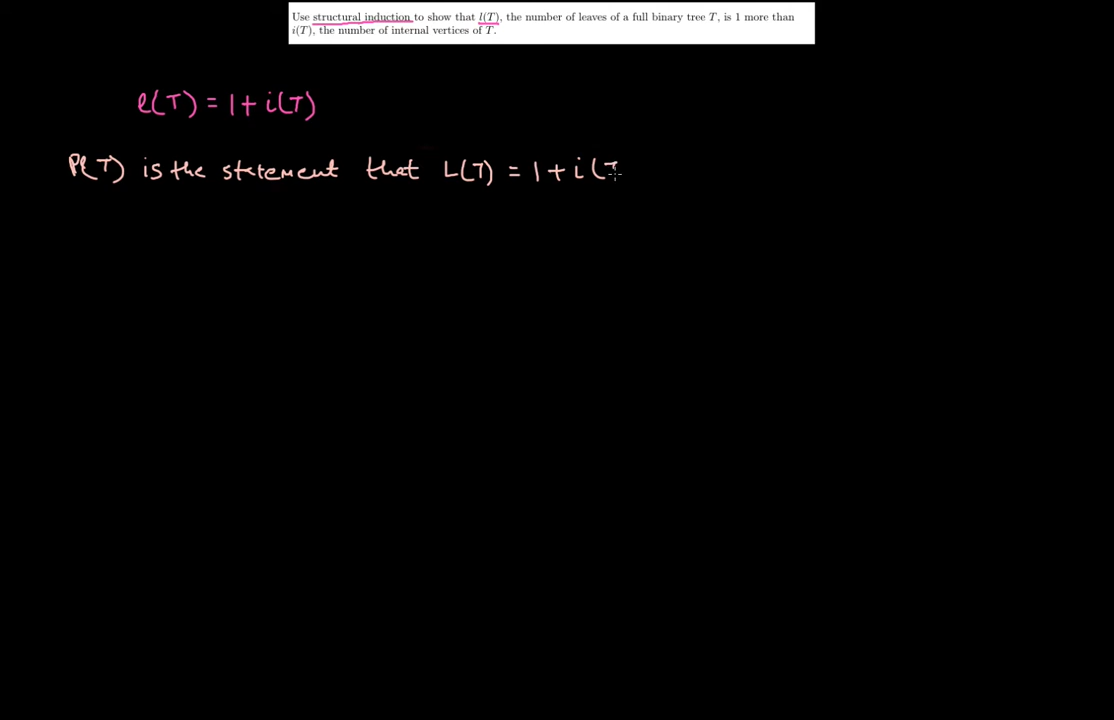 Use structural induction to show that l(T), the number of leaves of a full binary tree T, is 1 more than
i(T), the number of internal vertices of T.
l(T) = 1 + i(T)
P(T) is the statement that L(T) = 1 + i(T